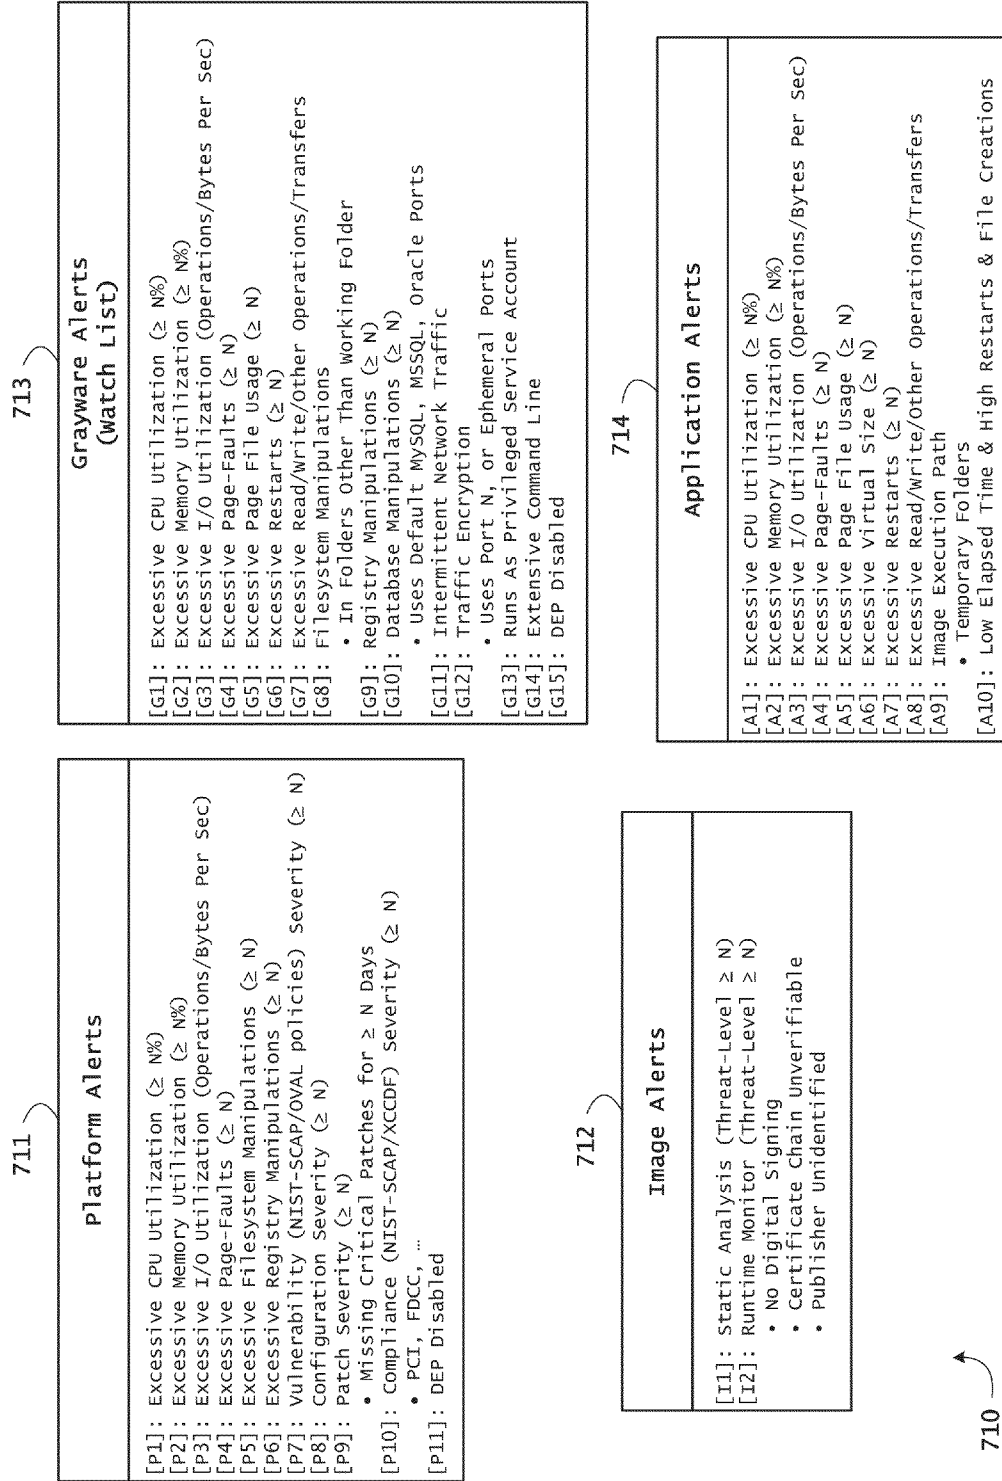 711
Platform Alerts
[P1]: Excessive CPU Utilization (≥ N%)
[P2]: Excessive Memory Utilization (≥ N%)
[P3]: Excessive I/O Utilization (Operations/Bytes Per Sec)
[P4]: Excessive Page-Faults (≥ N)
[P5]: Excessive Filesystem Manipulations (≥ N)
[P6]: Excessive Registry Manipulations (≥ N)
[P7]: Vulnerability (NIST-SCAP/OVAL policies) Severity (≥ N)
[P8]: Configuration Severity (≥ N)
[P9]: Patch Severity (≥ N)
• Missing Critical Patches for ≥ N Days
[P10]: Compliance (NIST-SCAP/XCCDF) Severity (≥ N)
• PCI, FDCC, …
[P11]: DEP Disabled
713
Grayware Alerts
(Watch List)
[G1]: Excessive CPU Utilization (≥ N%)
[G2]: Excessive Memory Utilization (≥ N%)
[G3]: Excessive I/O Utilization (Operations/Bytes Per Sec)
[G4]: Excessive Page-Faults (≥ N)
[G5]: Excessive Page File Usage (≥ N)
[G6]: Excessive Restarts (≥ N)
[G7]: Excessive Read/Write/Other Operations/Transfers
[G8]: Filesystem Manipulations
• In Folders Other Than Working Folder
[G9]: Registry Manipulations (≥ N)
[G10]: Database Manipulations (≥ N)
• Uses Default MySQL, MSSQL, Oracle Ports
[G11]: Intermittent Network Traffic
[G12]: Traffic Encryption
• Uses Port N, or Ephemeral Ports
[G13]: Runs As Privileged Service Account
[G14]: Extensive Command Line
[G15]: DEP Disabled
712
Image Alerts
[I1]: Static Analysis (Threat-Level ≥ N)
[I2]: Runtime Monitor (Threat-Level ≥ N)
• No Digital Signing
• Certificate Chain Unverifiable
• Publisher Unidentified
714
Application Alerts
[A1]: Excessive CPU Utilization (≥ N%)
[A2]: Excessive Memory Utilization (≥ N%)
[A3]: Excessive I/O Utilization (Operations/Bytes Per Sec)
[A4]: Excessive Page-Faults (≥ N)
[A5]: Excessive Page File Usage (≥ N)
[A6]: Excessive Virtual Size (≥ N)
[A7]: Excessive Restarts (≥ N)
[A8]: Excessive Read/Write/Other Operations/Transfers
[A9]: Image Execution Path
• Temporary Folders
[A10]: Low Elapsed Time & High Restarts & File Creations
710